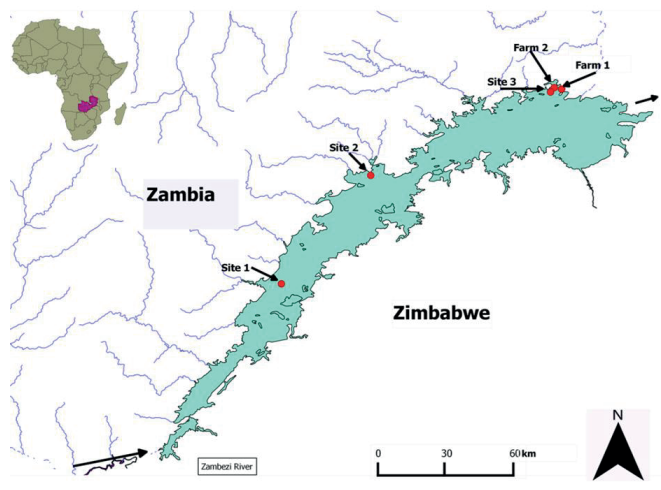 Farm 2
Farm 1
Site 3
Site 2
Zambia
Site 1
Zimbabwe
N
Zambezi River
0 30 60 km